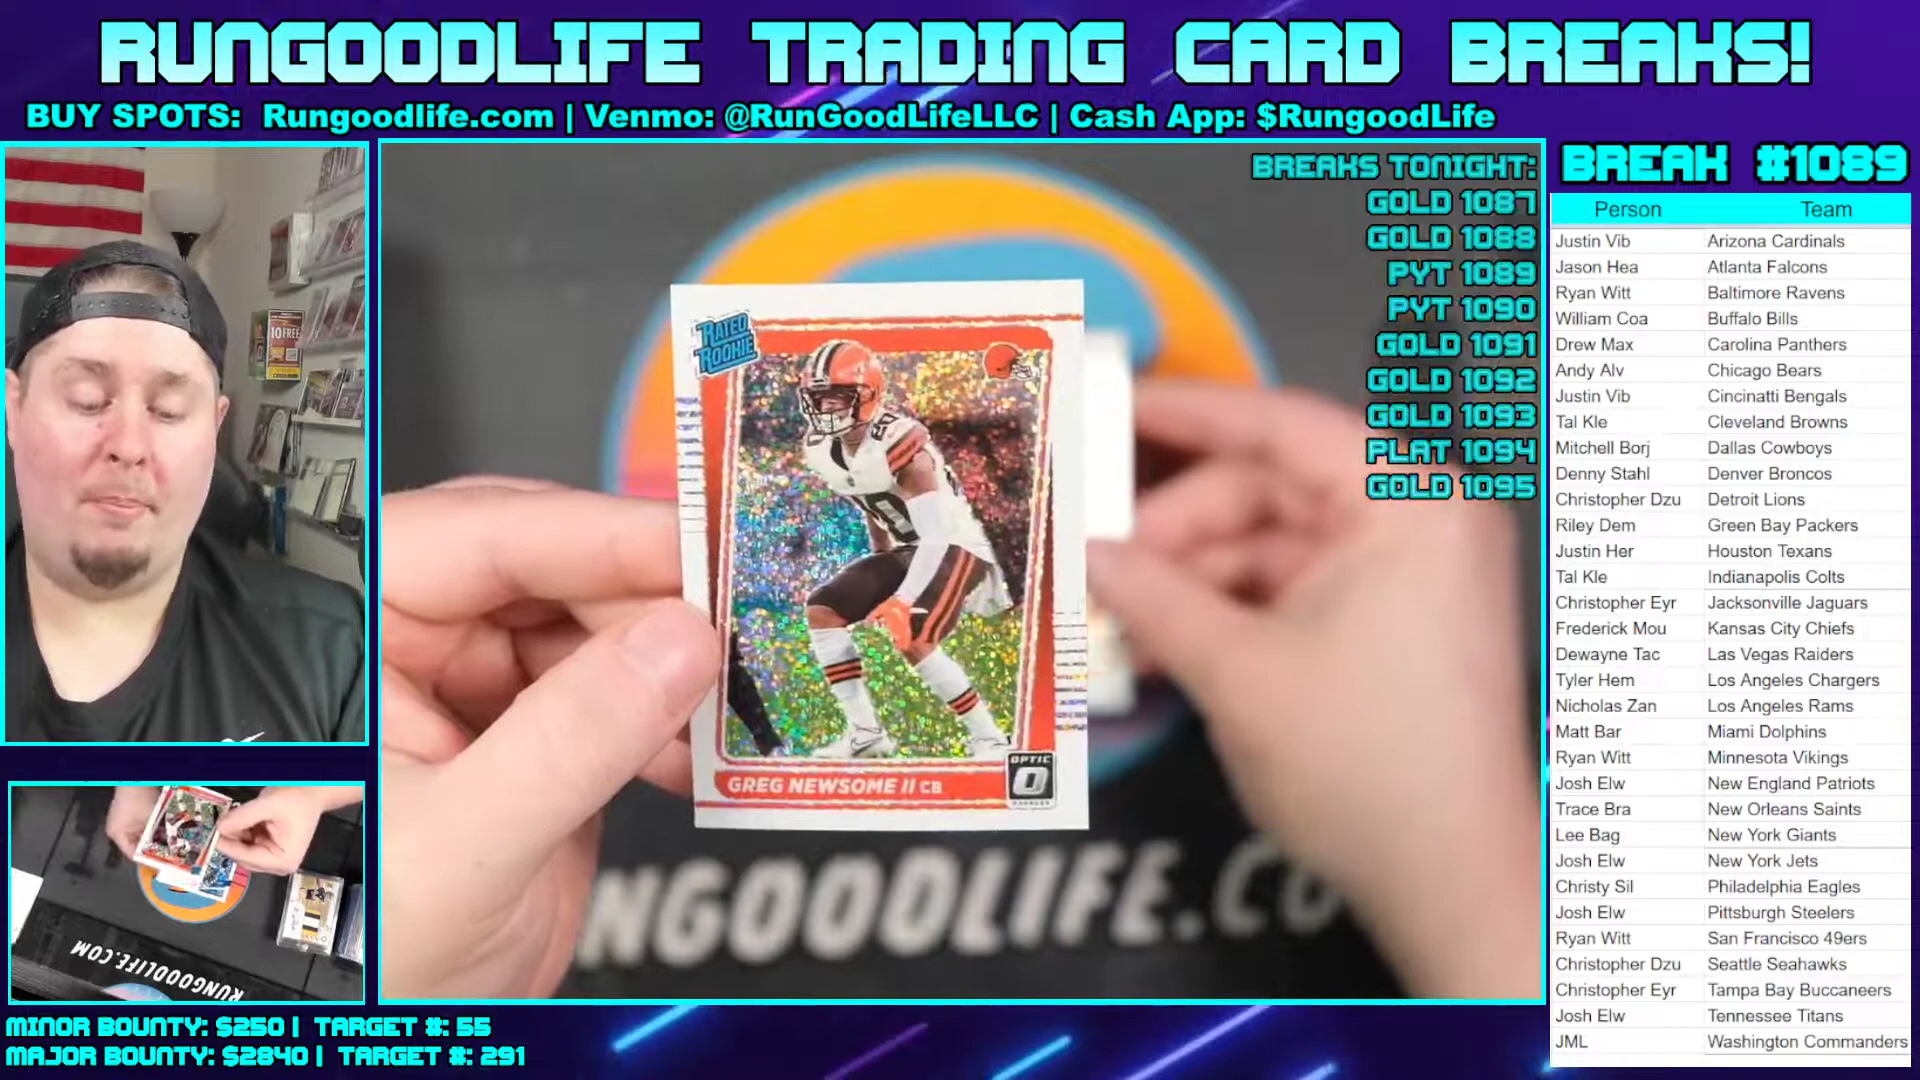 RUNGOODLIFE TRADING CARD BREAKS!
BUY SPOTS: Rungoodlife.com | Venmo: @RunGoodLifeLLC | Cash App: $RungoodLife
10 FREE
BREAKS TONIGHT:
GOLD 1087
GOLD 1088
PYT 1089
PYT 1090
GOLD 1091
GOLD 1092
GOLD 1093
PLAT 1094
GOLD 1095
RATED
ROOKIE
20
GREG NEWSOME II CB
OPTIC
NGOODLIFE.CO
RUNGOODLIFE.COM
MINOR BOUNTY: $250 | TARGET #: 55
MAJOR BOUNTY: $2840 | TARGET #: 291
BREAK #1089
Person Team
Justin Vib Arizona Cardinals
Jason Hea Atlanta Falcons
Ryan Witt Baltimore Ravens
William Coa Buffalo Bills
Drew Max Carolina Panthers
Andy Alv Chicago Bears
Justin Vib Cincinatti Bengals
Tal Kle Cleveland Browns
Mitchell Borj Dallas Cowboys
Denny Stahl Denver Broncos
Christopher Dzu Detroit Lions
Riley Dem Green Bay Packers
Justin Her Houston Texans
Tal Kle Indianapolis Colts
Christopher Eyr Jacksonville Jaguars
Frederick Mou Kansas City Chiefs
Dewayne Tac Las Vegas Raiders
Tyler Hem Los Angeles Chargers
Nicholas Zan Los Angeles Rams
Matt Bar Miami Dolphins
Ryan Witt Minnesota Vikings
Josh Elw New England Patriots
Trace Bra New Orleans Saints
Lee Bag New York Giants
Josh Elw New York Jets
Christy Sil Philadelphia Eagles
Josh Elw Pittsburgh Steelers
Ryan Witt San Francisco 49ers
Christopher Dzu Seattle Seahawks
Christopher Eyr Tampa Bay Buccaneers
Josh Elw Tennessee Titans
JML Washington Commanders